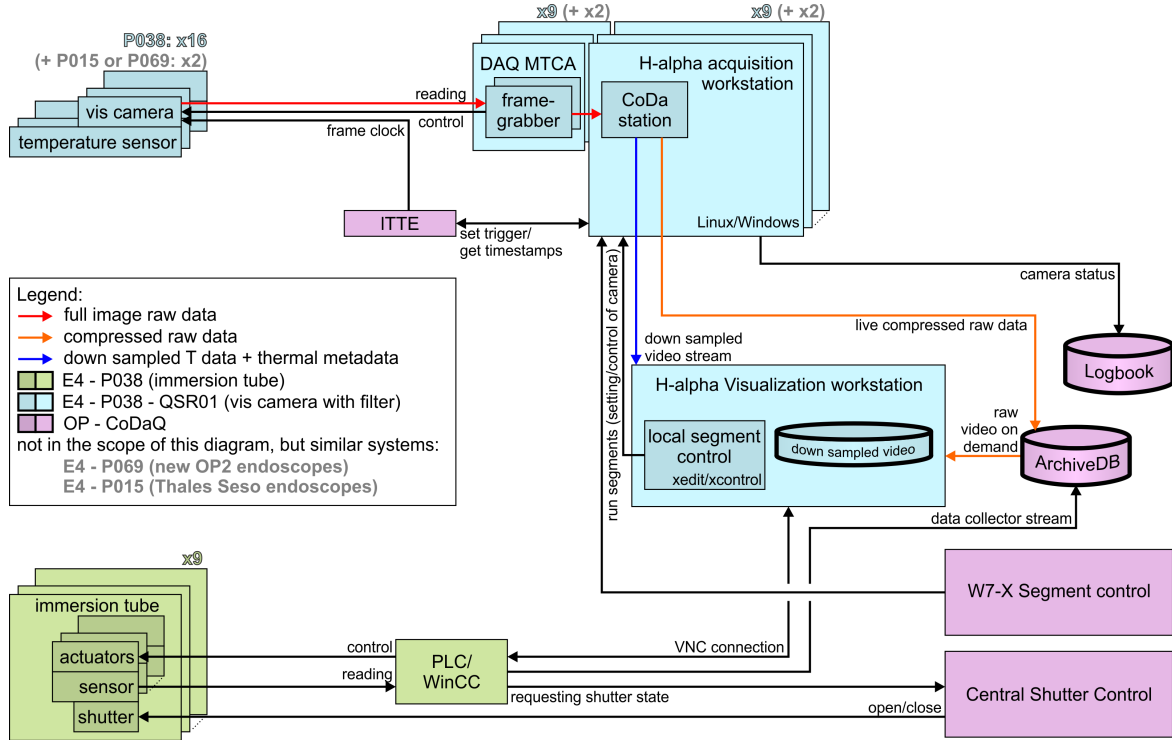 P038: x16
(+ P015 or P069: x2)
vis camera
temperature sensor
x9 (+ x2)
DAQ MTCA
frame-
grabber
x9 (+ x2)
H-alpha acquisition
workstation
CoDa
station
Linux/Windows
reading
control
frame clock
ITTE
set trigger/
get timestamps
camera status
Logbook
live compressed raw data
down sampled
video stream
run segments (setting/control of camera)
Legend:
full image raw data
compressed raw data
down sampled T data + thermal metadata
E4 - P038 (immersion tube)
E4 - P038 - QSR01 (vis camera with filter)
OP - CoDaQ
not in the scope of this diagram, but similar systems:
E4 - P069 (new OP2 endoscopes)
E4 - P015 (Thales Seso endoscopes)
H-alpha Visualization workstation
local segment
control
xedit/xcontrol
down sampled video
raw
video on
demand
ArchiveDB
data collector stream
x9
immersion tube
actuators
sensor
shutter
control
reading
PLC/
WinCC
VNC connection
requesting shutter state
open/close
W7-X Segment control
Central Shutter Control